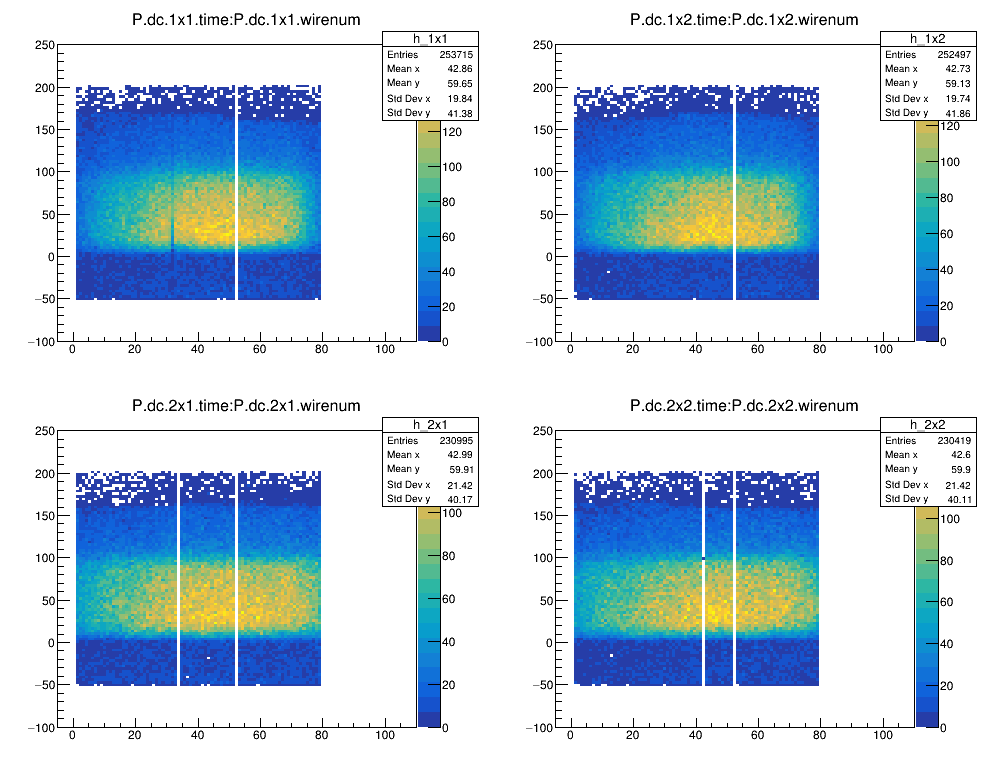 P.dc.1x1.time:P.dc.1x1.wirenum
h_1x1
Entries 253715
Mean x 42.86
Mean y 59.65
Std Dev x 19.84
Std Dev y 41.38
250
200
150
100
50
0
−50
−100
0 20 40 60 80 100
120
100
80
60
40
20
0
P.dc.1x2.time:P.dc.1x2.wirenum
h_1x2
Entries 252497
Mean x 42.73
Mean y 59.13
Std Dev x 19.74
Std Dev y 41.86
250
200
150
100
50
0
−50
−100
0 20 40 60 80 100
120
100
80
60
40
20
0
P.dc.2x1.time:P.dc.2x1.wirenum
h_2x1
Entries 230995
Mean x 42.99
Mean y 59.91
Std Dev x 21.42
Std Dev y 40.17
250
200
150
100
50
0
−50
−100
0 20 40 60 80 100
100
80
60
40
20
0
P.dc.2x2.time:P.dc.2x2.wirenum
h_2x2
Entries 230419
Mean x 42.6
Mean y 59.9
Std Dev x 21.42
Std Dev y 40.11
250
200
150
100
50
0
−50
−100
0 20 40 60 80 100
100
80
60
40
20
0